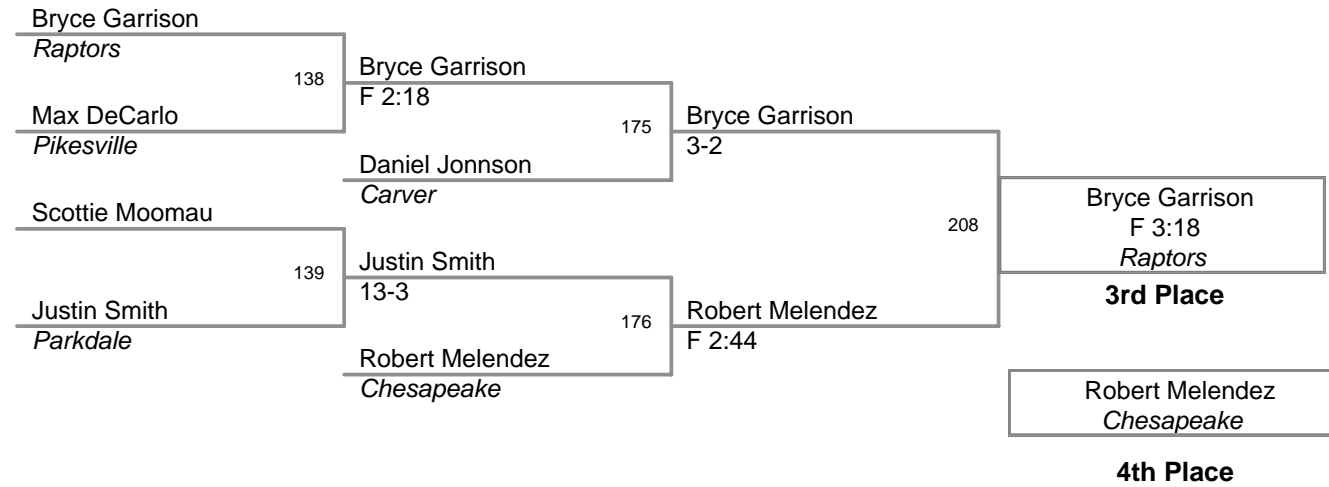 Bryce Garrison
Raptors
138
Max DeCarlo
Pikesville
Bryce Garrison
F 2:18
175
Daniel Jonnson
Carver
Scottie Moomau
139
Justin Smith
Parkdale
Justin Smith
13-3
176
Robert Melendez
Chesapeake
Bryce Garrison
3-2
208
Robert Melendez
F 2:44
Bryce Garrison
F 3:18
Raptors
3rd Place
Robert Melendez
Chesapeake
4th Place